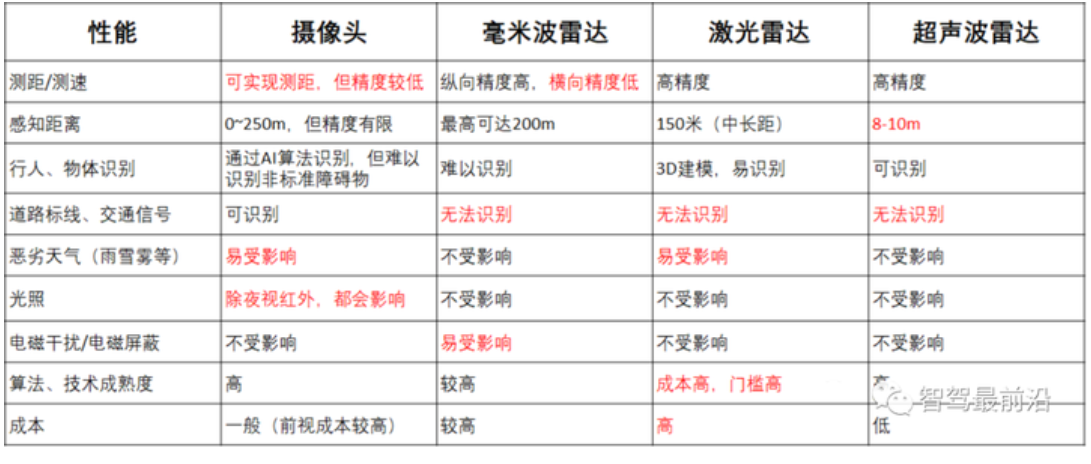 性能 摄像头 毫米波雷达 激光雷达 超声波雷达
测距/测速 可实现测距，但精度较低 纵向精度高，横向精度低 高精度 高精度
感知距离 0~250m，但精度有限 最高可达200m 150米（中长距） 8-10m
行人、物体识别 通过AI算法识别，但难以识别非标准障碍物 难以识别 3D建模，易识别 可识别
道路标线、交通信号 可识别 无法识别 无法识别 无法识别
恶劣天气（雨雪雾等） 易受影响 不受影响 易受影响 不受影响
光照 除夜视红外，都会影响 不受影响 不受影响 不受影响
电磁干扰/电磁屏蔽 不受影响 易受影响 不受影响 不受影响
算法、技术成熟度 高 较高 成本高，门槛高 高
成本 一般（前视成本较高） 较高 高 低
智驾最前沿